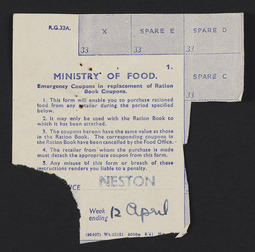 R.G.23A.
X SPARE E SPARE D
33 33 33
1.
MINISTRY OF FOOD.
SPARE C
33
Emergency Coupons in replacement of Ration
Book Coupons.
1. This form will enable you to purchase rationed
food from any retailer during the period specified
below.
2. It may only be used with the Ration Book to
which it has been attached.
3. The coupons hereon have the same value as those
in the Ration Book. The corresponding coupons in
the Ration Book have been cancelled by the Food Office.
4. The retailer from whom the purchase is made
must detach the appropriate coupon from this form.
5. Any misuse of this form or breach of these
instructions renders you liable to a penalty.
NESTON
Week
ending 12 April